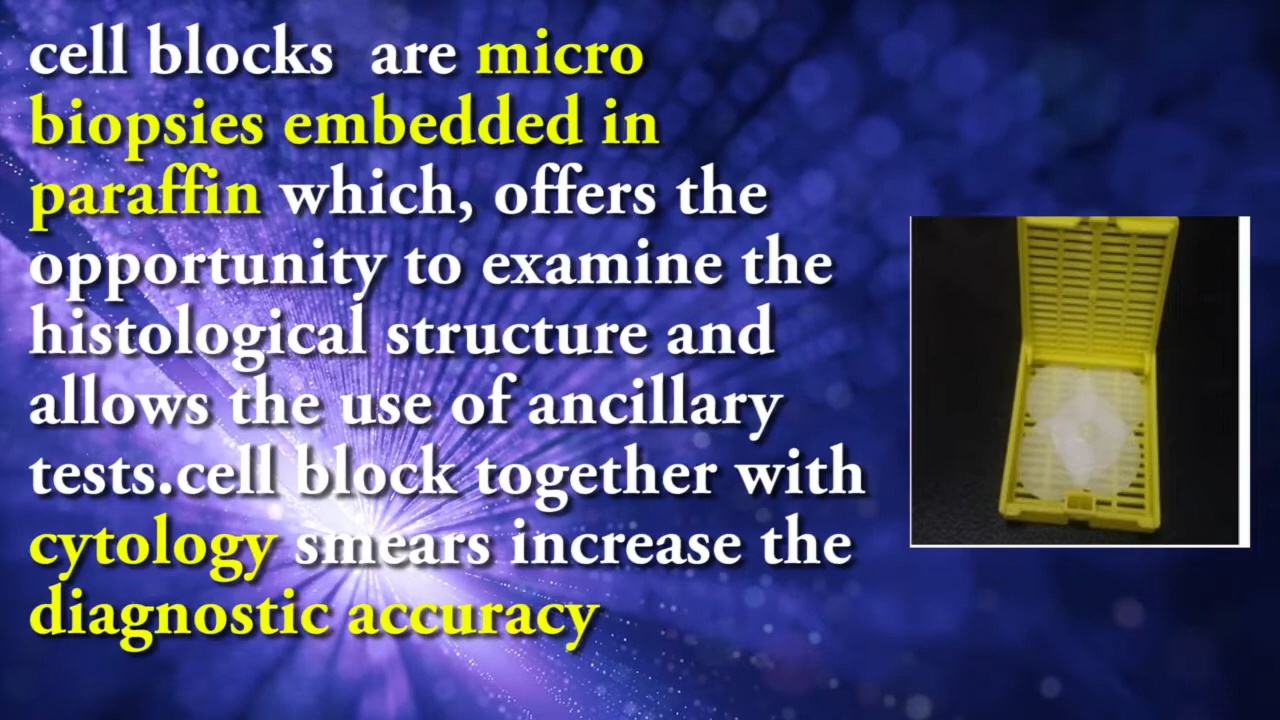 cell blocks  are micro
biopsies embedded in
paraffin which, offers the
opportunity to examine the
histological structure and
allows the use of ancillary
tests.cell block together with
cytology smears increase the
diagnostic accuracy